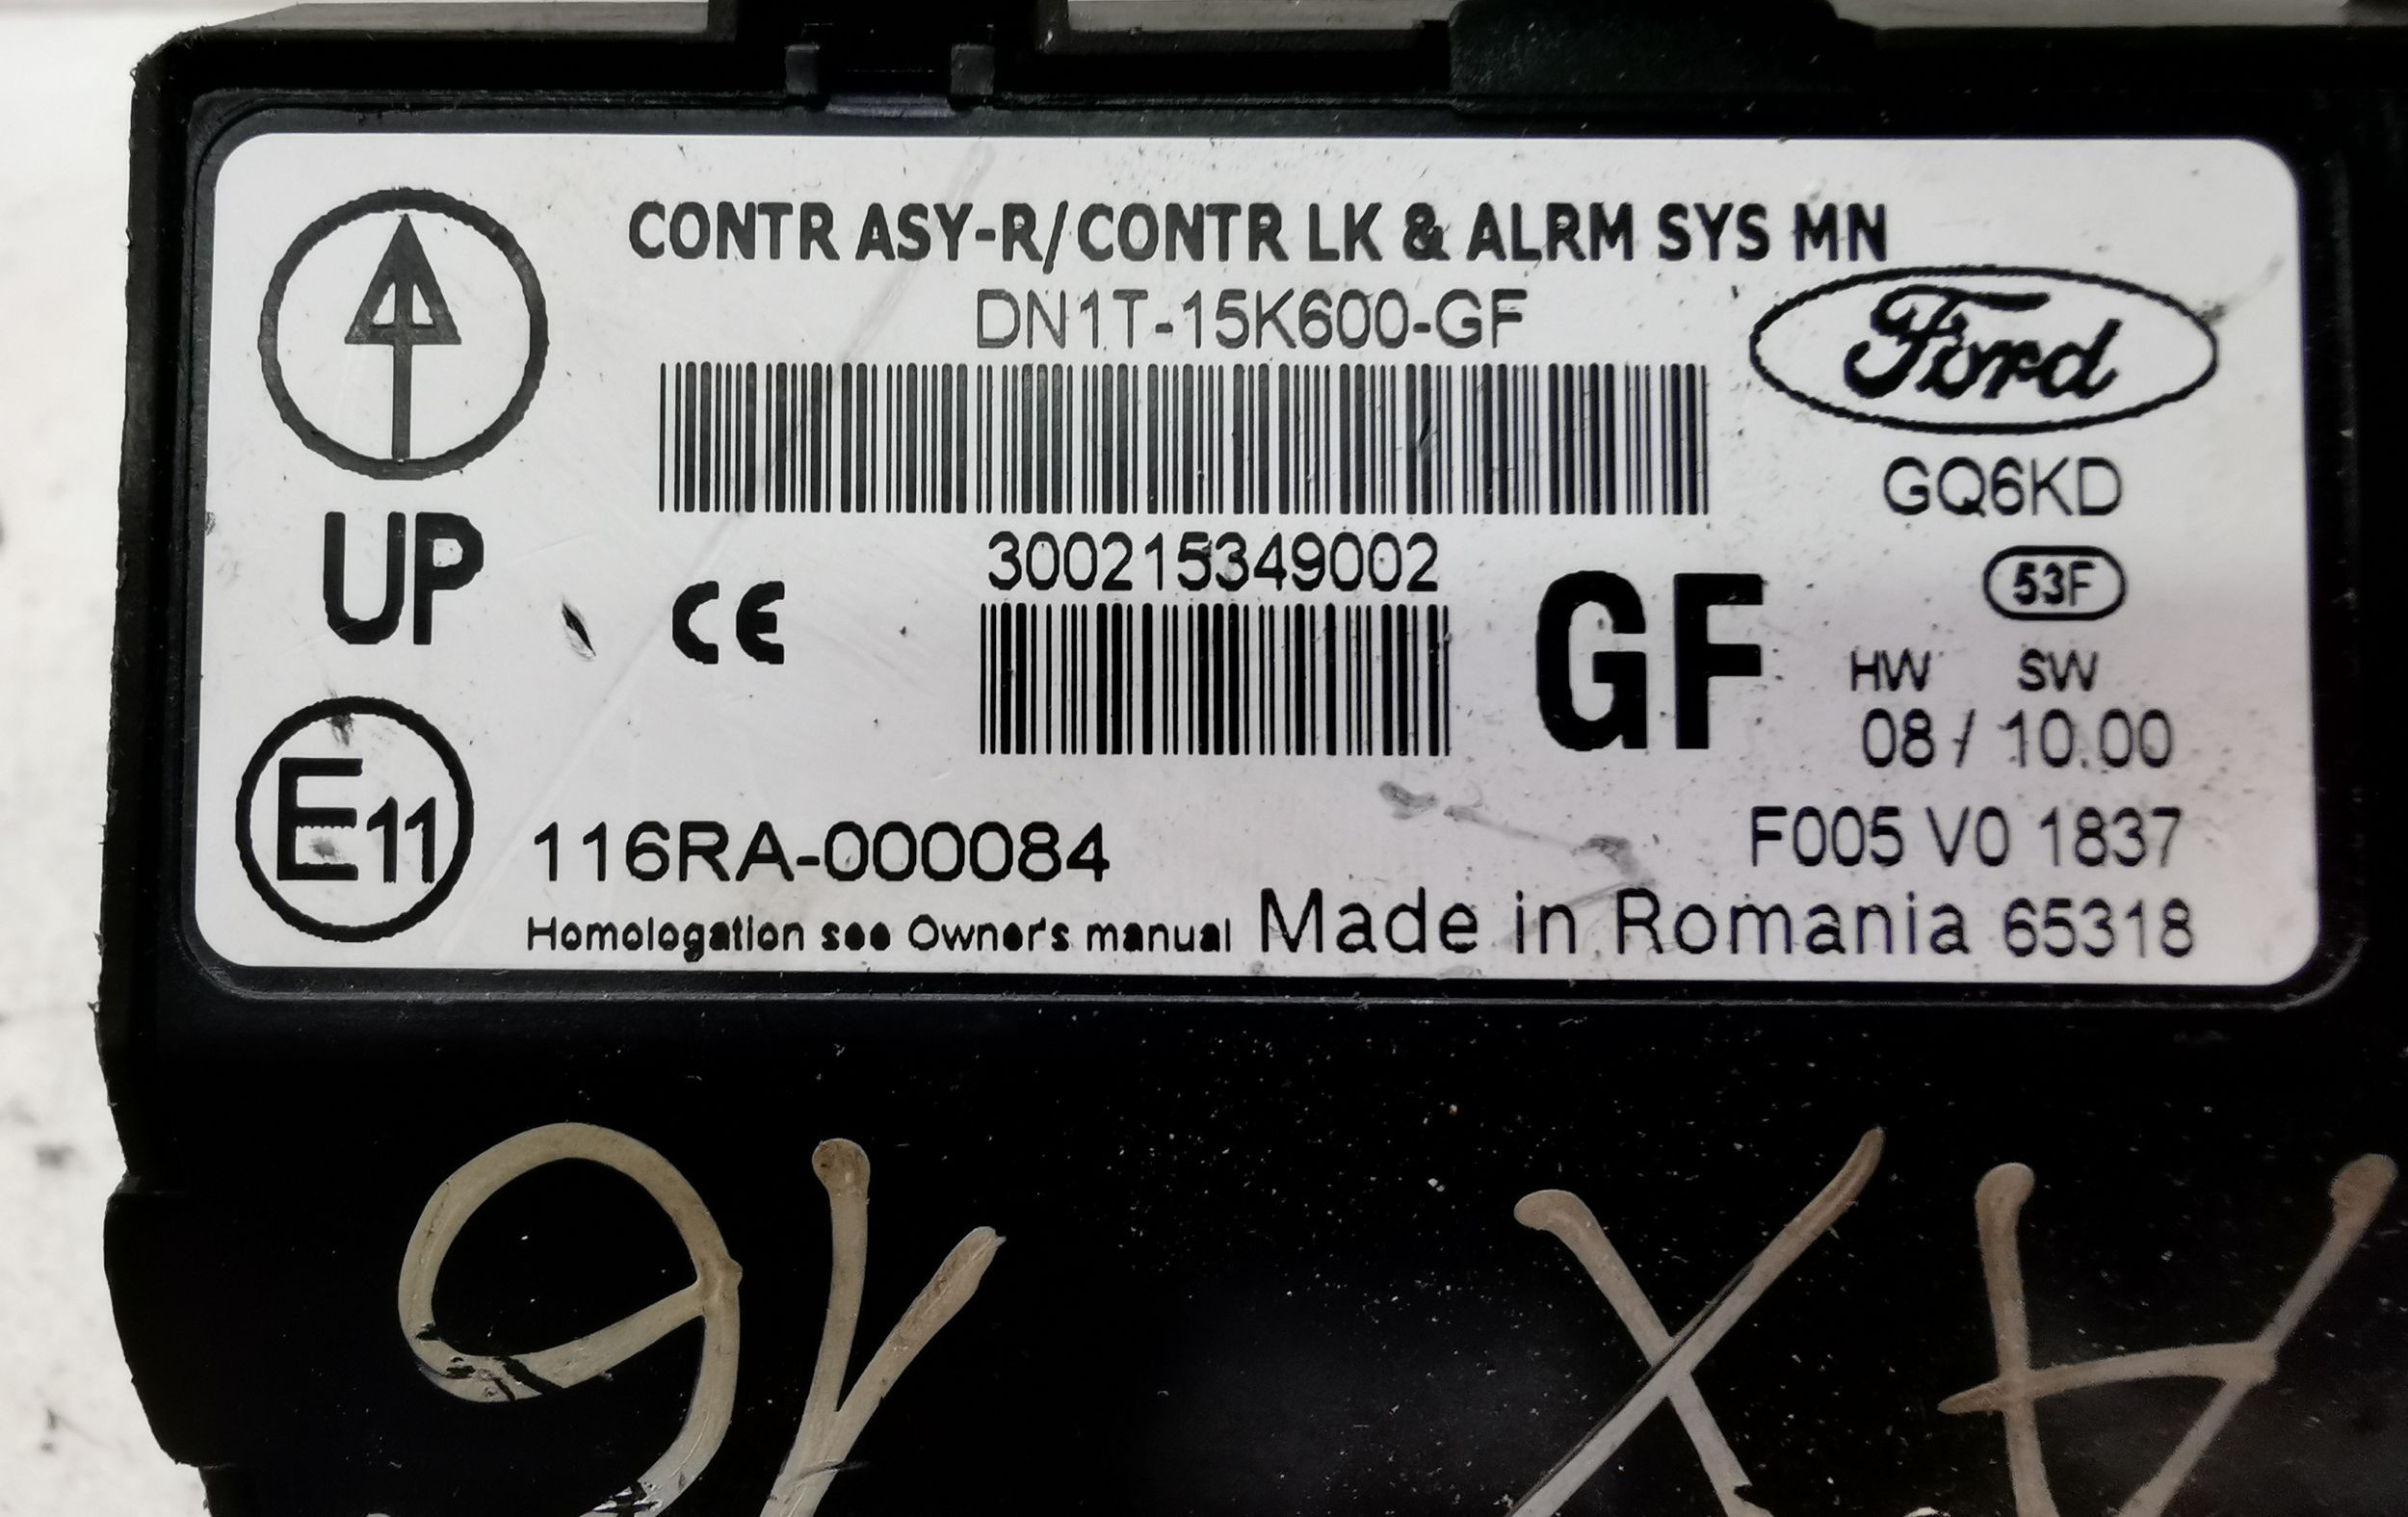 CONTR ASY-R/CONTR LK & ALRM SYS MN
DN1T-15K600-GF
Ford
GQ6KD
UP
CE
300215349002
GF
53F
HW SW
08 / 10.00
E11
116RA-000084
F005 V0 1837
Homologation see Owner's manual
Made in Romania 65318